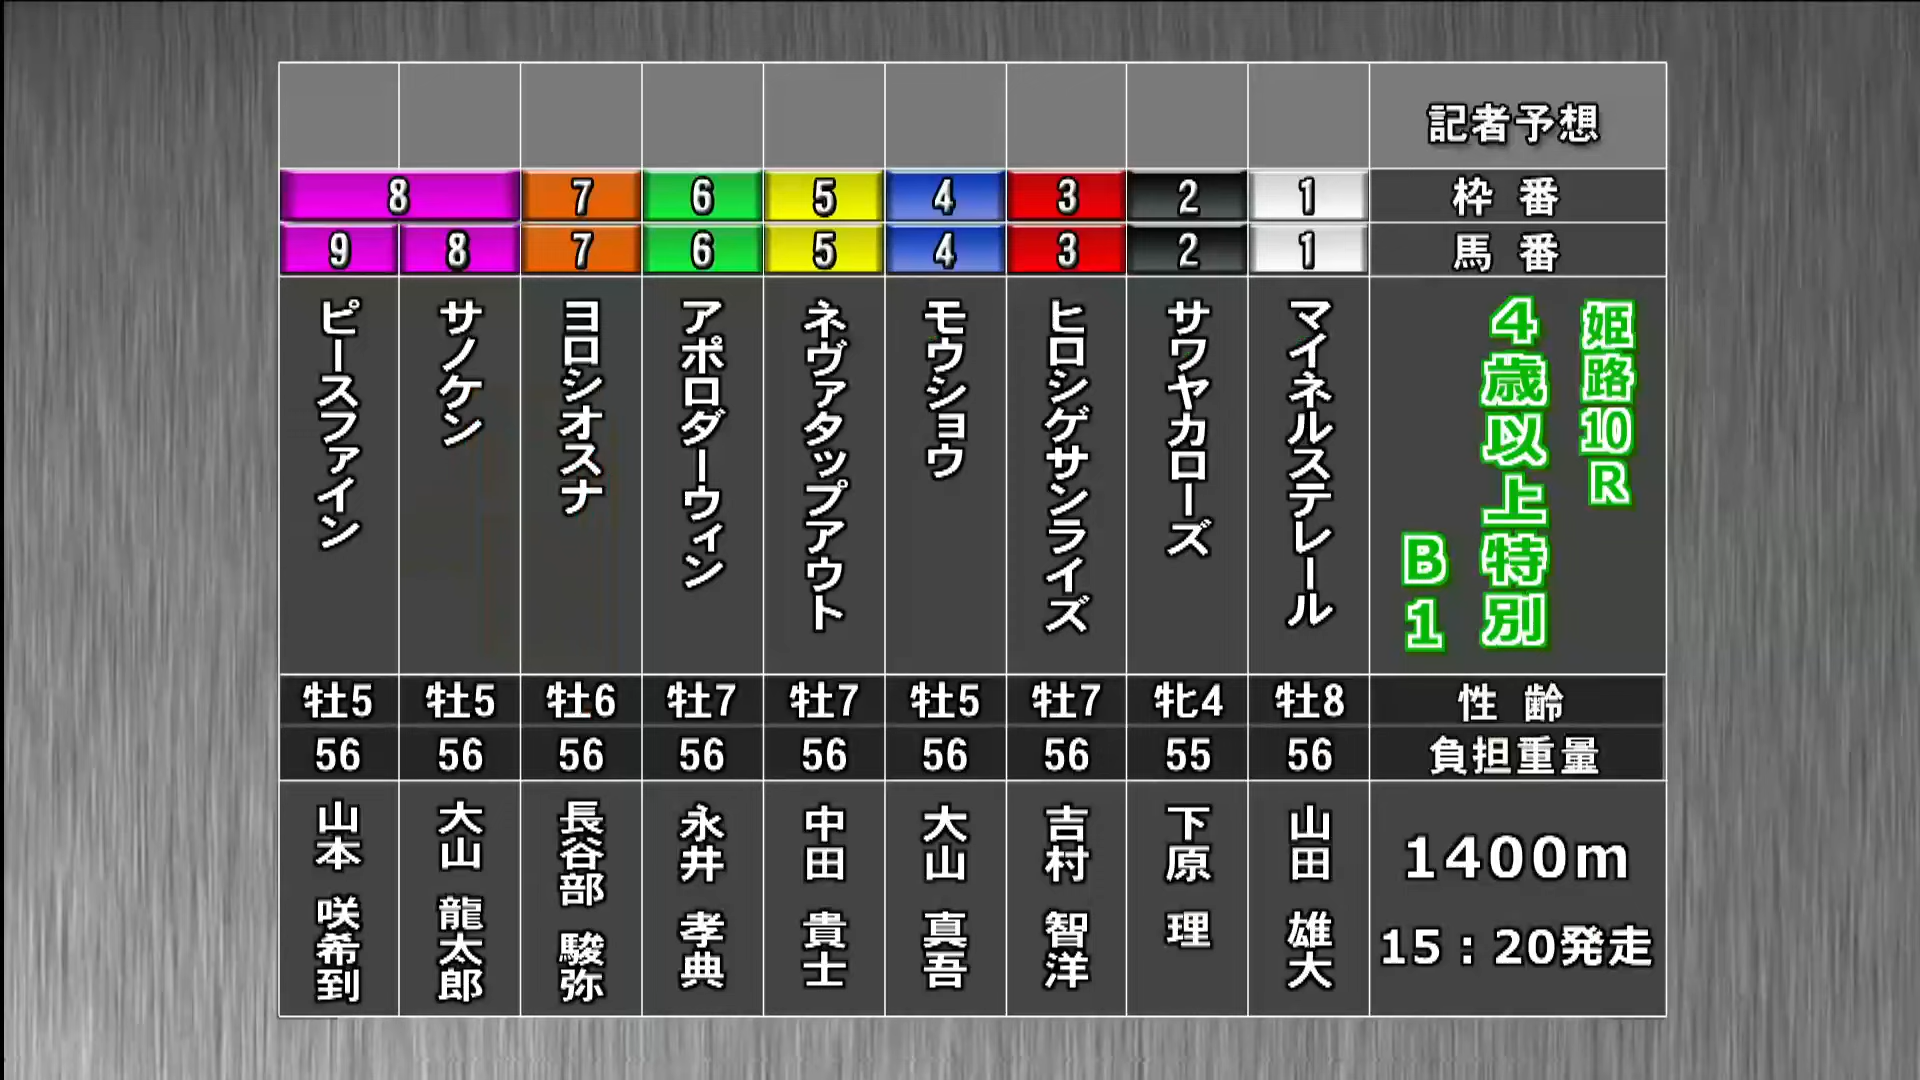 記者予想
枠番 1 2 3 4 5 6 7 8
馬番 1 2 3 4 5 6 7 8 9
姫路10R
4歳以上特別
B1
マイネルステレール
サワヤカローズ
ヒロシゲサンライズ
モウショウ
ネヴァタップアウト
アポロダーウィン
ヨロシオスナ
サノケン
ピースファイン
性齢 牡8 牝4 牡7 牡5 牡7 牡7 牡6 牡5 牡5
負担重量 56 55 56 56 56 56 56 56 56
1400m
15:20発走
山田 雄大
下原 理
吉村 智洋
大山 真吾
中田 貴士
永井 孝典
長谷部 駿弥
大山 龍太郎
山本 咲希到